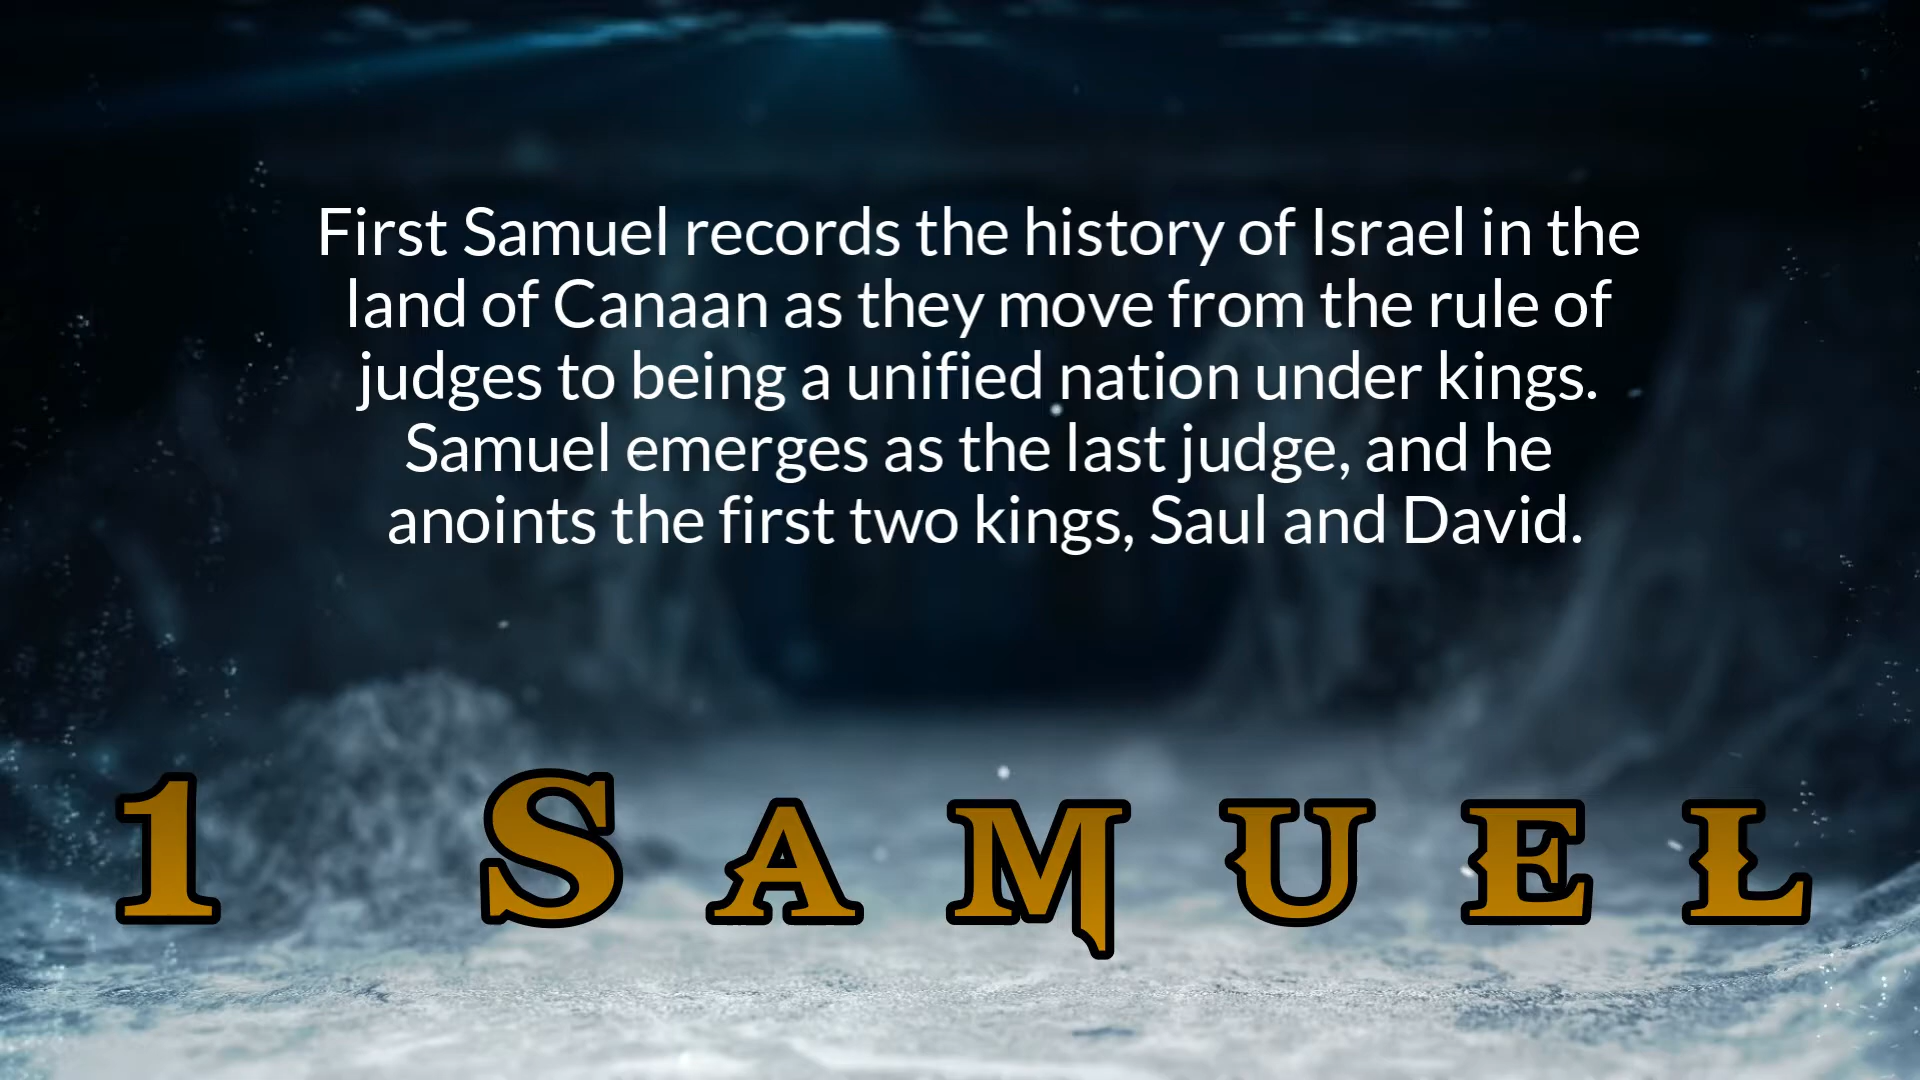 First Samuel records the history of Israel in the
land of Canaan as they move from the rule of
judges to being a unified nation under kings.
Samuel emerges as the last judge, and he
anoints the first two kings, Saul and David.
1 SAMUEL